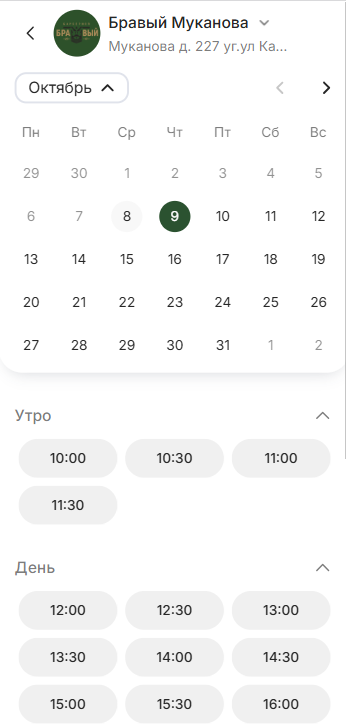 БРАВЫЙ
Бравый Муканова
Муканова д. 227 уг.ул Ка...
Октябрь
Пн Вт Ср Чт Пт Сб Вс
29 30 1 2 3 4 5
6 7 8 9 10 11 12
13 14 15 16 17 18 19
20 21 22 23 24 25 26
27 28 29 30 31 1 2
Утро
10:00 10:30 11:00
11:30
День
12:00 12:30 13:00
13:30 14:00 14:30
15:00 15:30 16:00